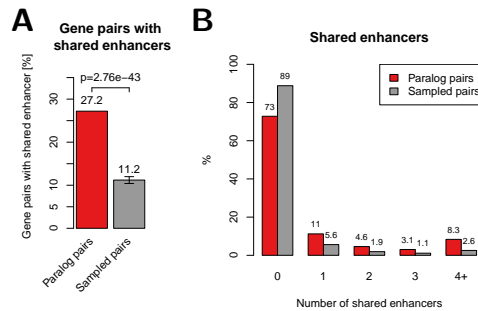 A
Gene pairs with
shared enhancers
Gene pairs with shared enhancer [%]
p=2.76e−43
27.2
11.2
0
5
10
20
30
Paralog pairs
Sampled pairs
B
Shared enhancers
%
0
20
40
60
80
100
Paralog pairs
Sampled pairs
73
89
11
5.6
4.6
1.9
3.1
1.1
8.3
2.6
0
1
2
3
4+
Number of shared enhancers